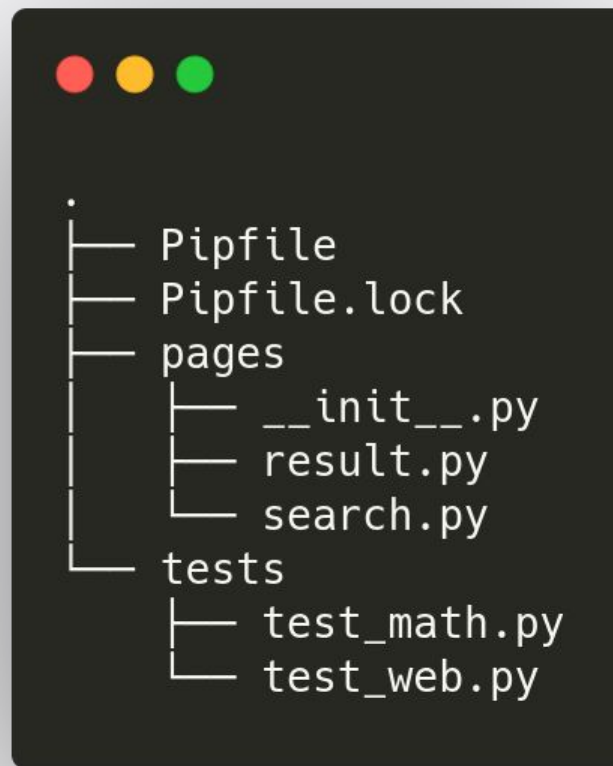 .
├── Pipfile
├── Pipfile.lock
├── pages
│   ├── __init__.py
│   ├── result.py
│   └── search.py
└── tests
    ├── test_math.py
    └── test_web.py